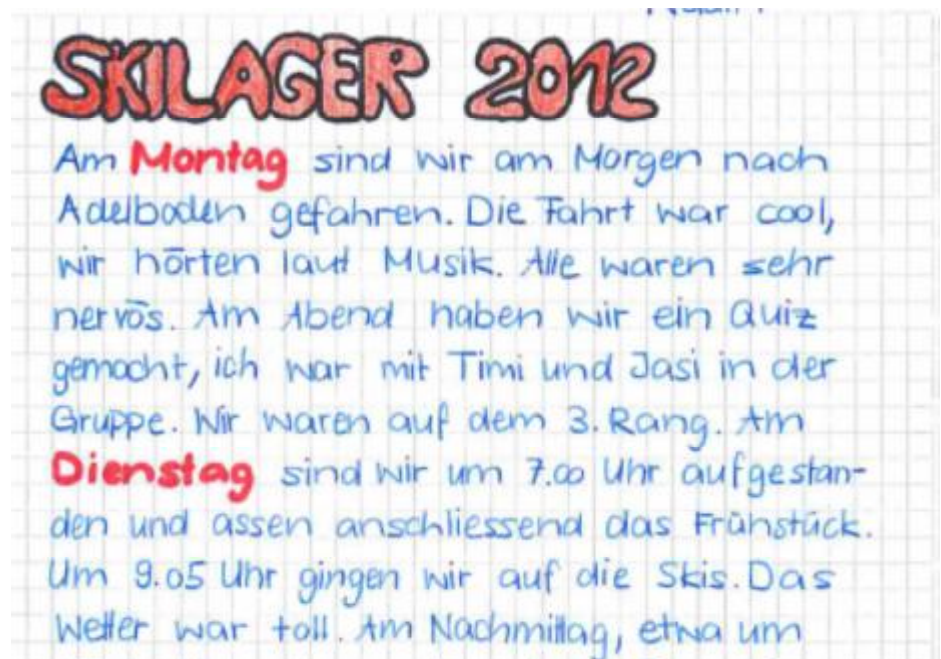 SKILAGER 2012
Am Montag sind wir am Morgen nach
Adelboden gefahren. Die Fahrt war cool,
wir hörten laut Musik. Alle waren sehr
nervös. Am Abend haben wir ein Quiz
gemacht, ich war mit Timi und Jasi in der
Gruppe. Wir waren auf dem 3. Rang. Am
Dienstag sind wir um 7.00 Uhr aufgestan-
den und assen anschliessend das Frühstück.
Um 9.05 Uhr gingen wir auf die Skis. Das
Wetter war toll. Am Nachmittag, etwa um